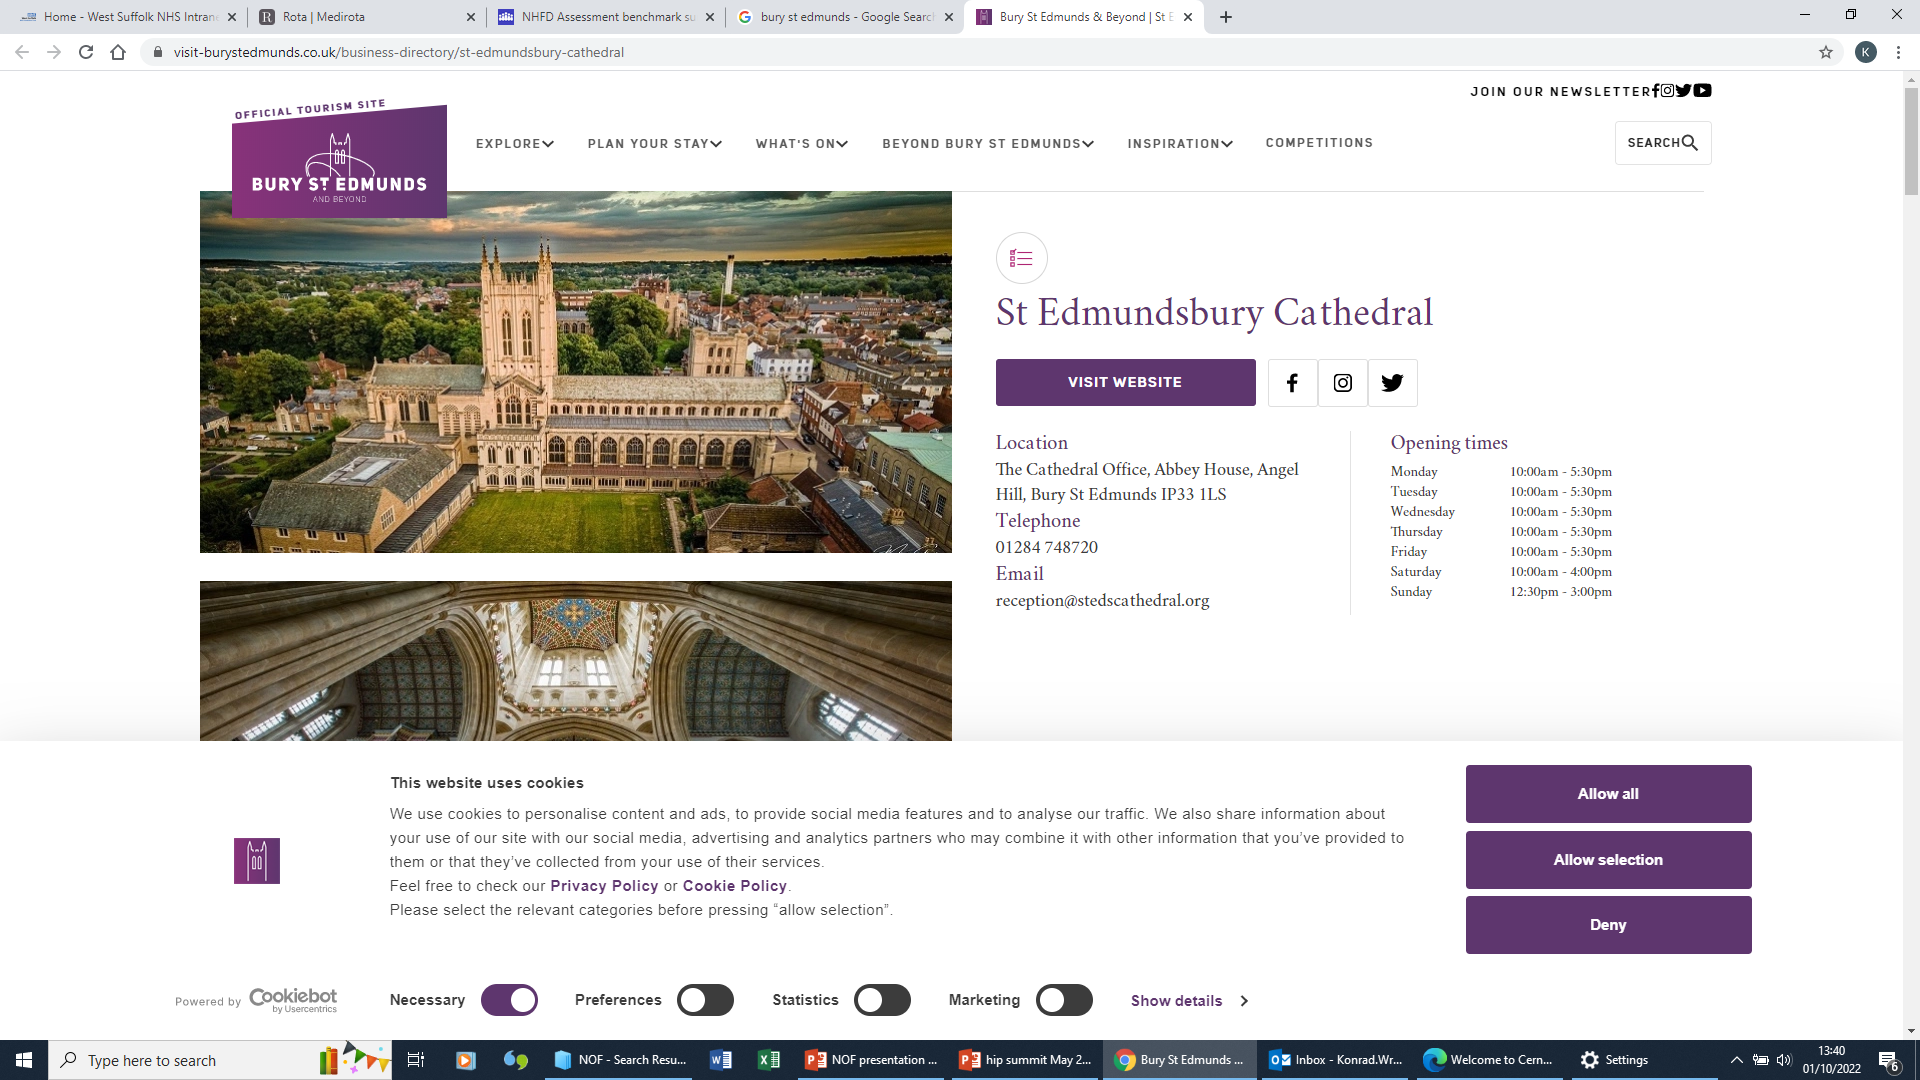 Home - West Suffolk NHS Intran
Rota | Medirota
NHFD Assessment benchmark su
bury st edmunds - Google Search
Bury St Edmunds & Beyond | St E
visit-burystedmunds.co.uk/business-directory/st-edmundsbury-cathedral
K
JOIN OUR NEWSLETTER
OFFICIAL TOURISM SITE
BURY ST EDMUNDS
AND BEYOND
EXPLORE
PLAN YOUR STAY
WHAT'S ON
BEYOND BURY ST EDMUNDS
INSPIRATION
COMPETITIONS
SEARCH
St Edmundsbury Cathedral
VISIT WEBSITE
Location
The Cathedral Office, Abbey House, Angel
Hill, Bury St Edmunds IP33 1LS
Telephone
01284 748720
Email
reception@stedscathedral.org
Opening times
Monday 10:00am - 5:30pm
Tuesday 10:00am - 5:30pm
Wednesday 10:00am - 5:30pm
Thursday 10:00am - 5:30pm
Friday 10:00am - 5:30pm
Saturday 10:00am - 4:00pm
Sunday 12:30pm - 3:00pm
This website uses cookies
We use cookies to personalise content and ads, to provide social media features and to analyse our traffic. We also share information about
your use of our site with our social media, advertising and analytics partners who may combine it with other information that you’ve provided to
them or that they’ve collected from your use of their services.
Feel free to check our Privacy Policy or Cookie Policy.
Please select the relevant categories before pressing “allow selection”.
Allow all
Allow selection
Deny
Powered by Cookiebot
by Usercentrics
Necessary
Preferences
Statistics
Marketing
Show details
Type here to search
NOF - Search Resu...
NOF presentation ...
hip summit May 2...
Bury St Edmunds ...
Inbox - Konrad.Wr...
Welcome to Cern...
Settings
13:40
01/10/2022
6